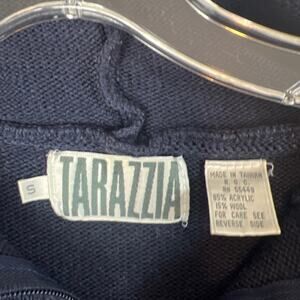 S
TARAZZIA
MADE IN TAIWAN
R. O. C.
RN 55449
85% ACRYLIC
15% WOOL
FOR CARE SEE
REVERSE SIDE